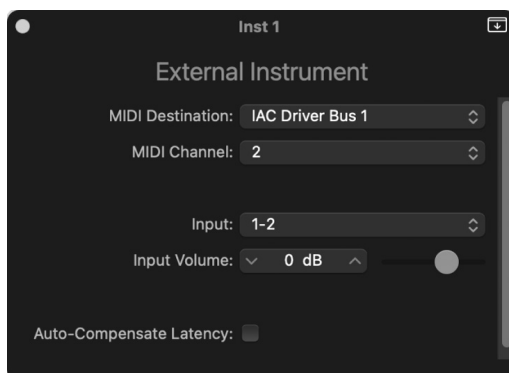 Inst 1
External Instrument
MIDI Destination: IAC Driver Bus 1
MIDI Channel: 2
Input: 1-2
Input Volume: 0 dB
Auto-Compensate Latency: